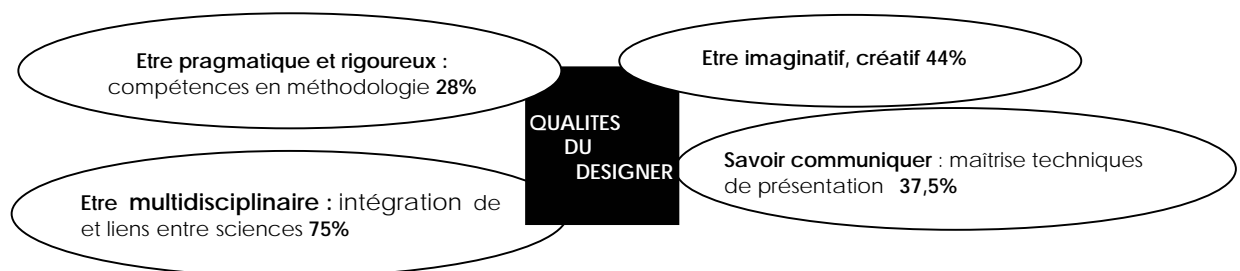 Etre pragmatique et rigoureux :
compétences en méthodologie 28%
Etre imaginatif, créatif 44%
QUALITES
DU
DESIGNER
Savoir communiquer : maîtrise techniques
de présentation 37,5%
Etre multidisciplinaire : intégration de
et liens entre sciences 75%